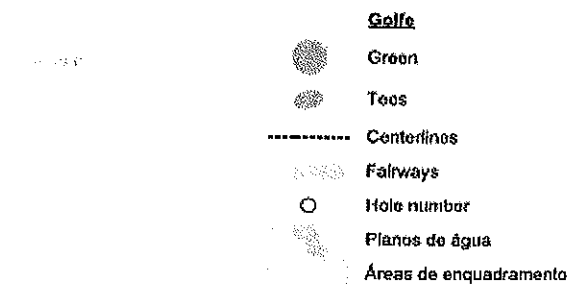 Golfe
Green
Tees
Centerlines
Fairways
Hole number
Planos de água
Áreas de enquadramento